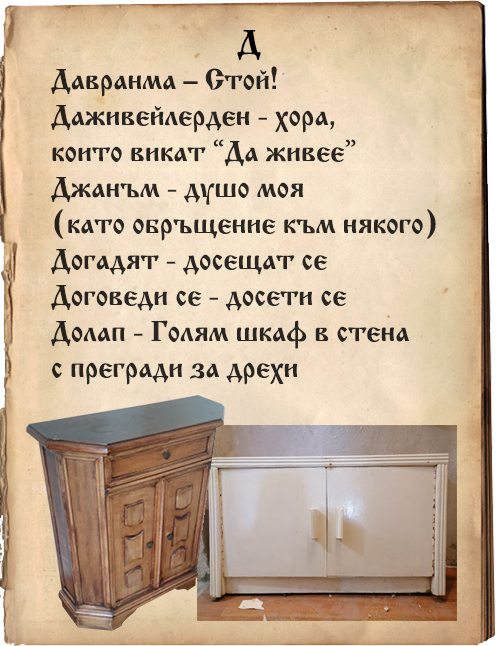 Д
Давранма – Стой!
Даживейлерден - хора,
които викат “Да живее”
Джанъм - душо моя
(като обръщение към някого)
Догадят - досещат се
Договеди се - досети се
Долап - Голям шкаф в стена
с прегради за дрехи